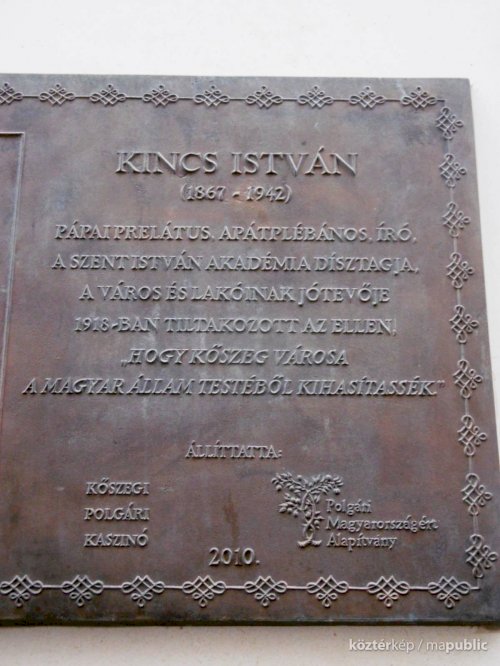 KINCS ISTVÁN
(1867 - 1942)
PÁPAI PRELÁTUS, APÁTPLÉBÁNOS, ÍRÓ,
A SZENT ISTVÁN AKADÉMIA DÍSZTAGJA,
A VÁROS ÉS LAKÓINAK JÓTEVŐJE
1918-BAN TILTAKOZOTT AZ ELLEN,
„HOGY KŐSZEG VÁROSA
A MAGYAR ÁLLAM TESTÉBŐL KIHASÍTASSÉK."
ÁLLÍTTATTA:
KŐSZEGI
POLGÁRI
KASZINÓ
Polgári
Magyarországért
Alapítvány
2010.
köztérkép / mapublic